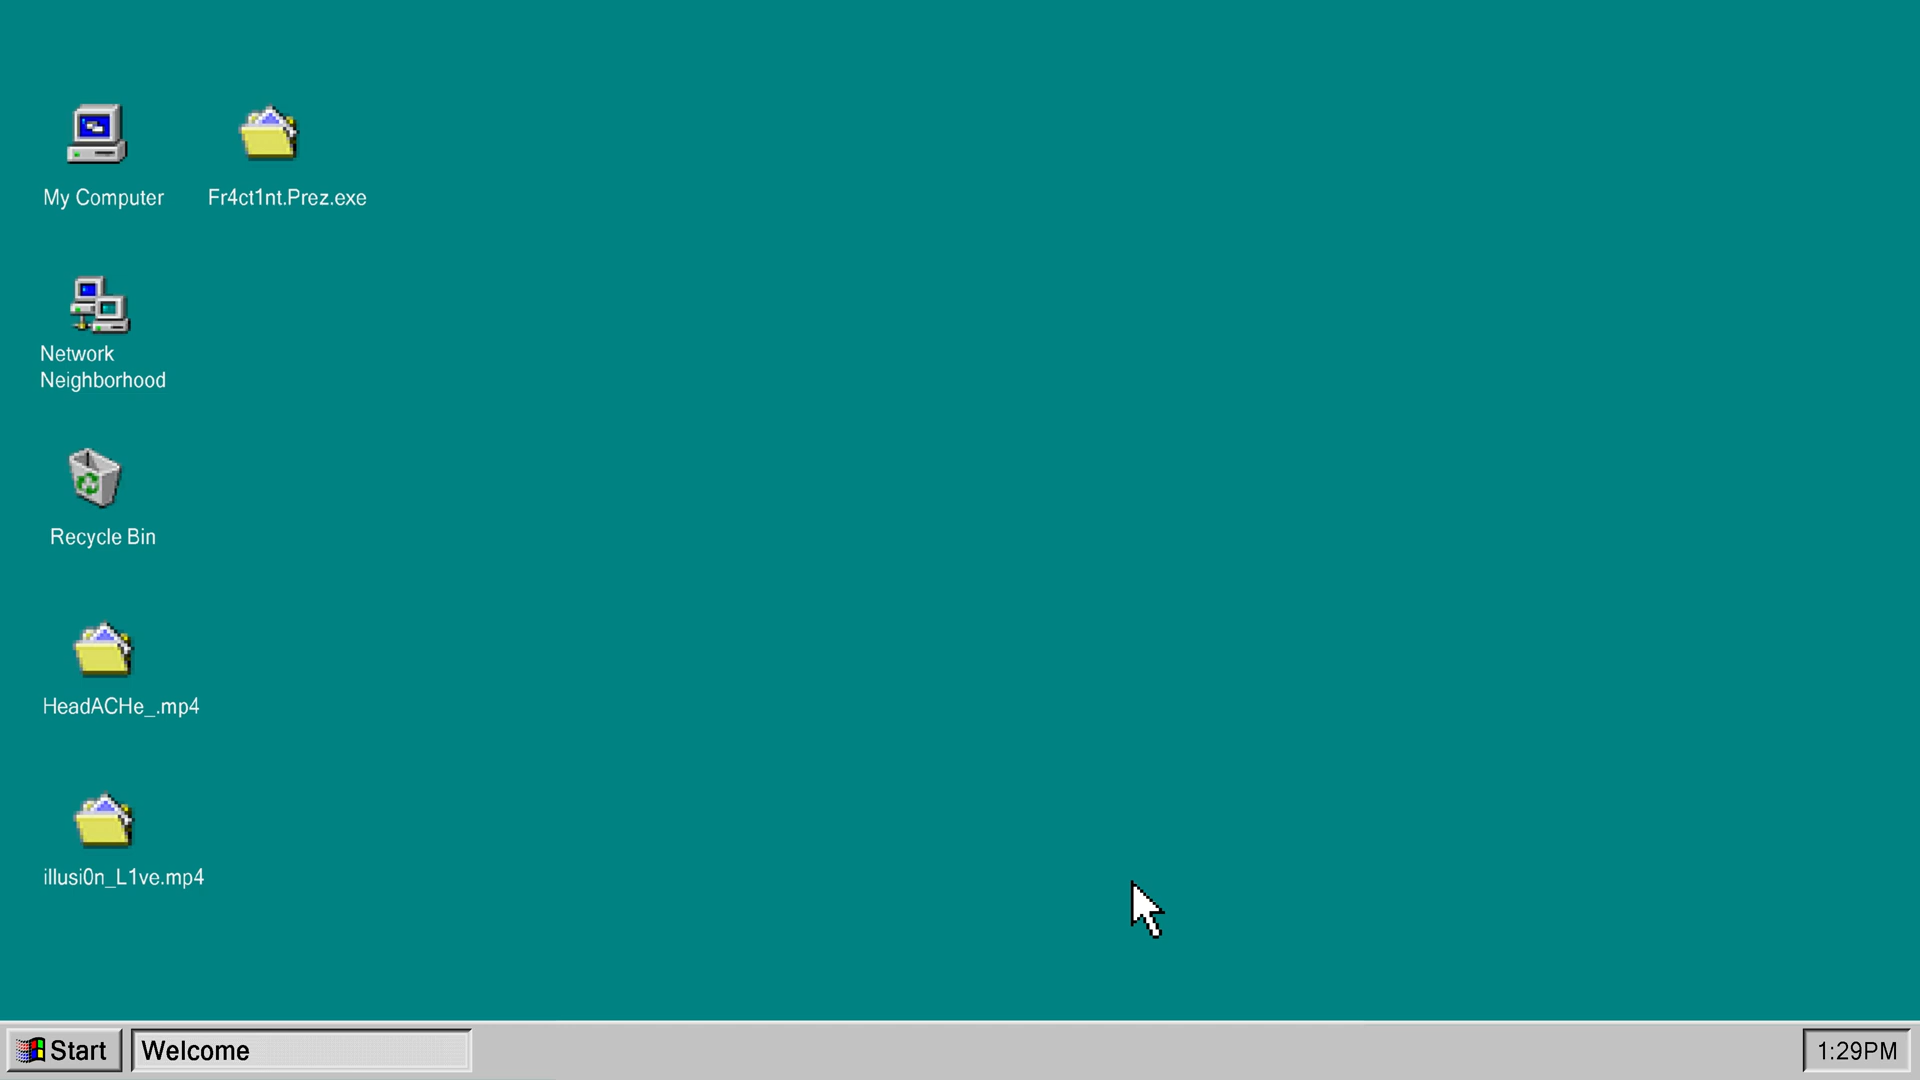 My Computer
Fr4ct1nt.Prez.exe
Network
Neighborhood
Recycle Bin
HeadACHe_.mp4
illusi0n_L1ve.mp4
Start
Welcome
1:29PM